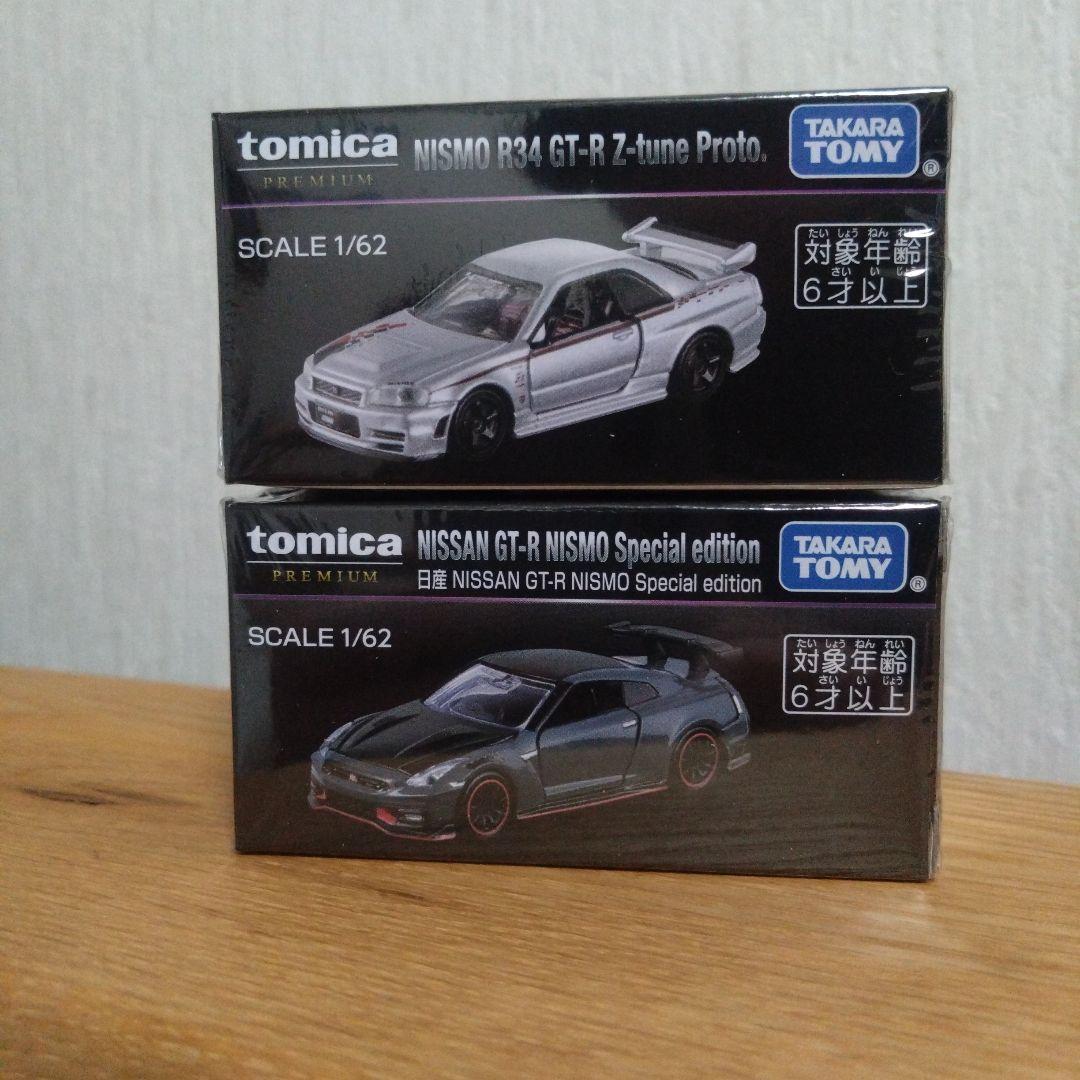 tomica
PREMIUM
NISMO R34 GT-R Z-tune Proto.
TAKARA
TOMY
®
SCALE 1/62
たい しょう ねん れい
対象年齢
さい い じょう
6才以上
tomica
PREMIUM
NISSAN GT-R NISMO Special edition
日産 NISSAN GT-R NISMO Special edition
TAKARA
TOMY
®
SCALE 1/62
たい しょう ねん れい
対象年齢
さい い じょう
6才以上